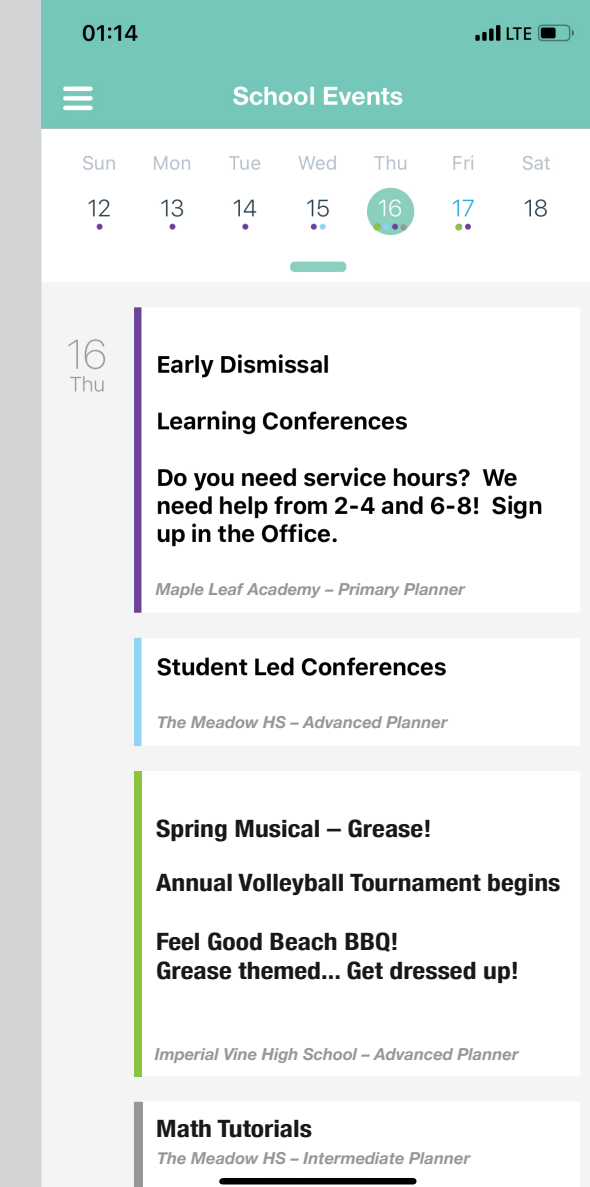 01:14 LTE
School Events
Sun Mon Tue Wed Thu Fri Sat
12 13 14 15 16 17 18
16
Thu
Early Dismissal
Learning Conferences
Do you need service hours?  We
need help from 2-4 and 6-8!  Sign
up in the Office.
Maple Leaf Academy – Primary Planner
Student Led Conferences
The Meadow HS – Advanced Planner
Spring Musical – Grease!
Annual Volleyball Tournament begins
Feel Good Beach BBQ!
Grease themed... Get dressed up!
Imperial Vine High School – Advanced Planner
Math Tutorials
The Meadow HS – Intermediate Planner